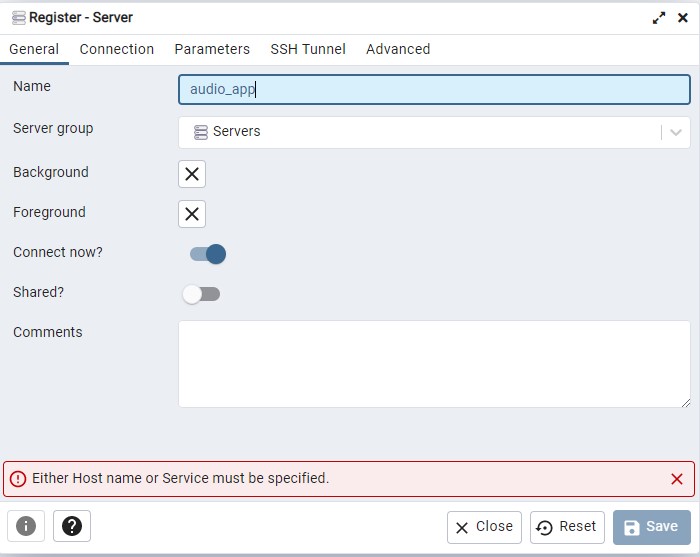 Register - Server
General Connection Parameters SSH Tunnel Advanced
Name audio_app
Server group Servers
Background
Foreground
Connect now?
Shared?
Comments
Either Host name or Service must be specified.
Close Reset Save